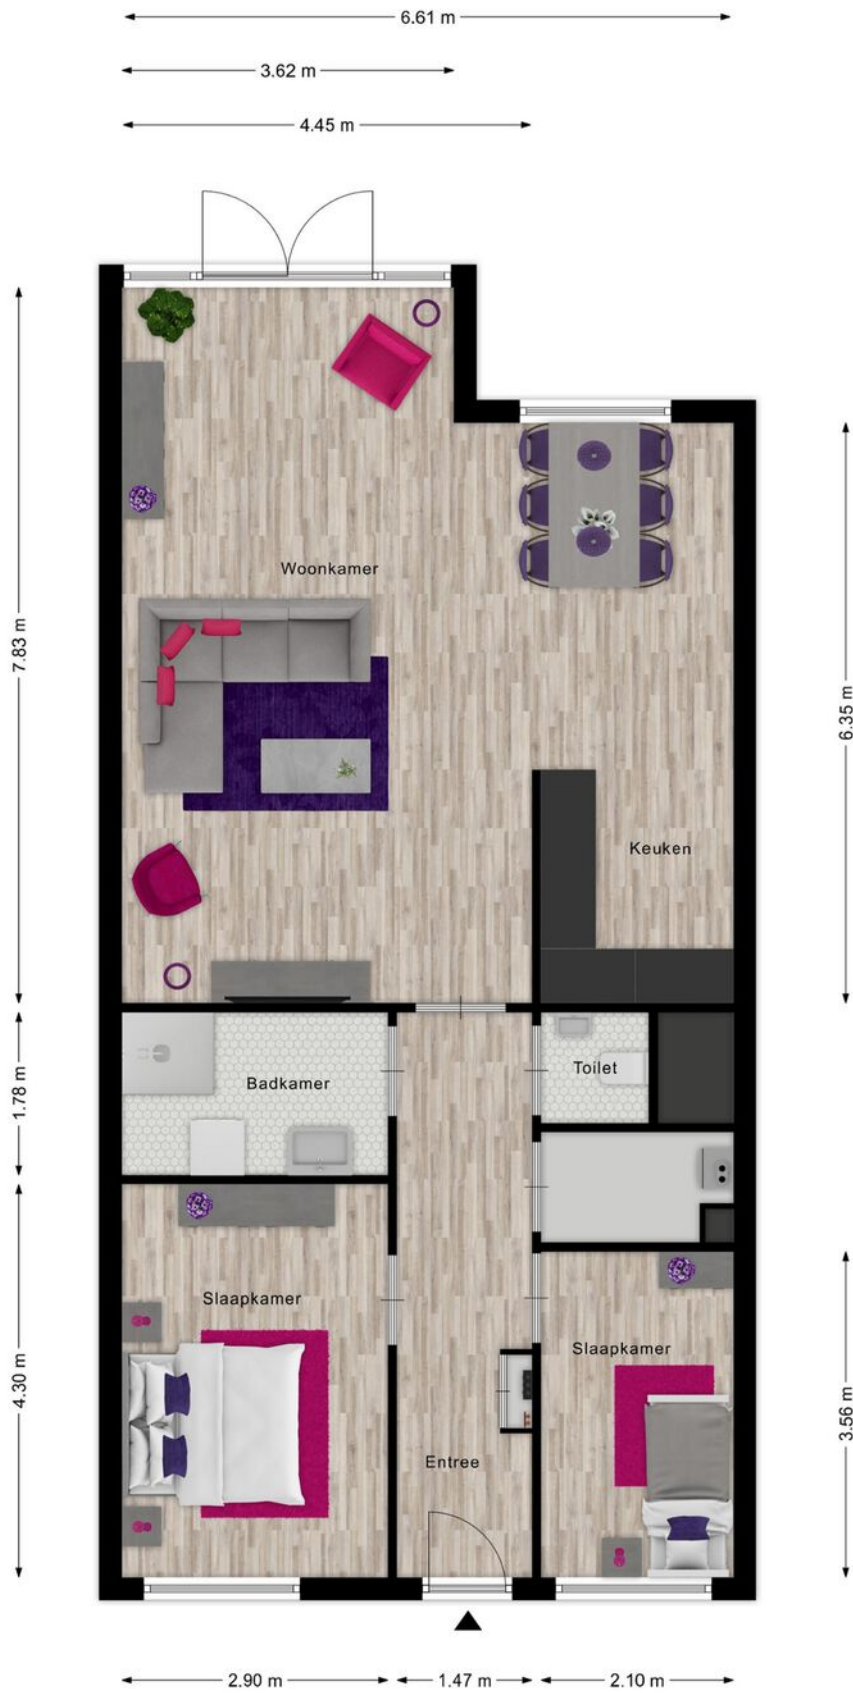 6.61 m
3.62 m
4.45 m
Woonkamer
7.83 m
6.35 m
Keuken
Toilet
Badkamer
1.78 m
Slaapkamer
Slaapkamer
4.30 m
3.56 m
Entree
2.90 m
1.47 m
2.10 m